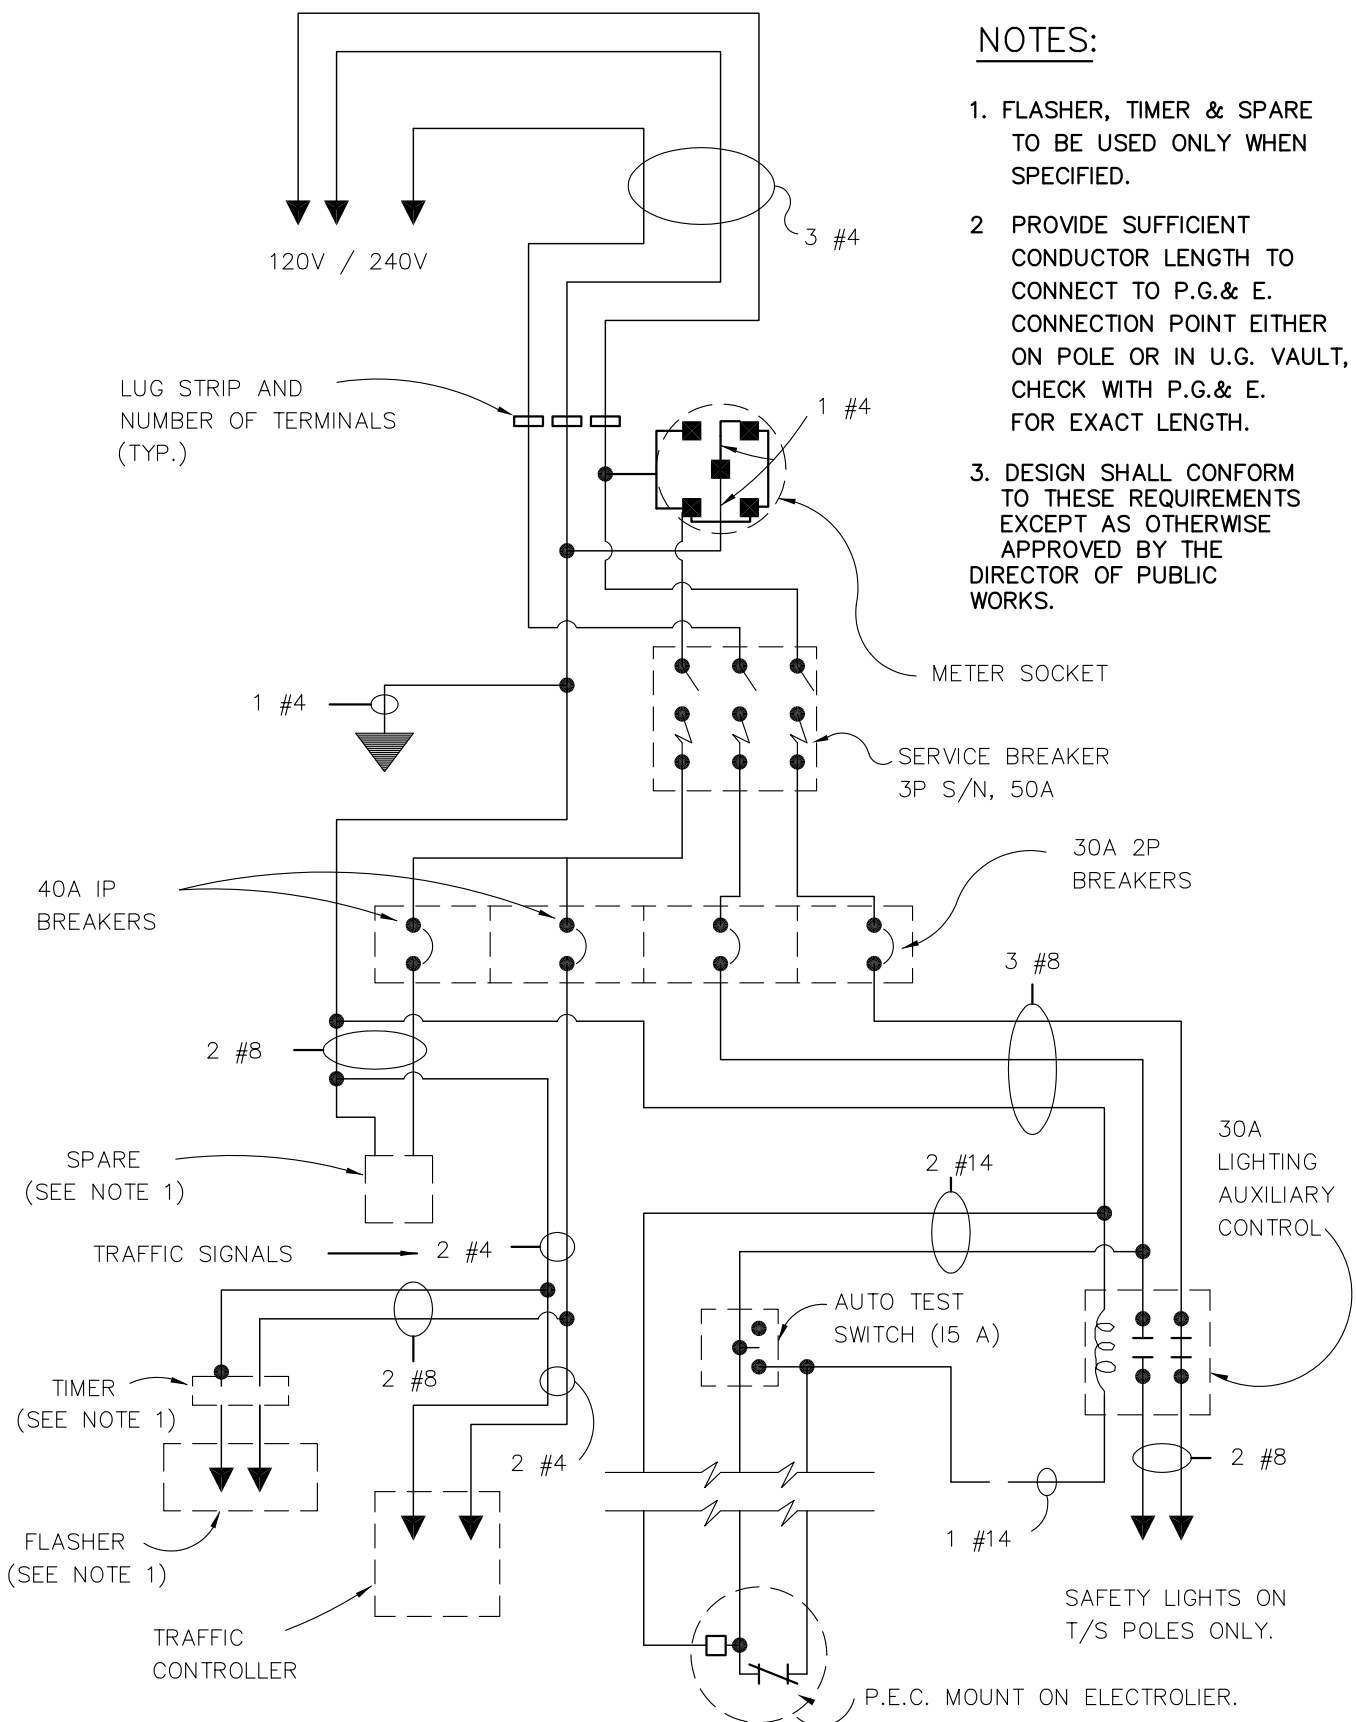 NOTES:
1. FLASHER, TIMER & SPARE
TO BE USED ONLY WHEN
SPECIFIED.
2 PROVIDE SUFFICIENT
CONDUCTOR LENGTH TO
CONNECT TO P.G.& E.
CONNECTION POINT EITHER
ON POLE OR IN U.G. VAULT,
CHECK WITH P.G.& E.
FOR EXACT LENGTH.
3. DESIGN SHALL CONFORM
TO THESE REQUIREMENTS
EXCEPT AS OTHERWISE
APPROVED BY THE
DIRECTOR OF PUBLIC
WORKS.
3 #4
120V / 240V
LUG STRIP AND
NUMBER OF TERMINALS
(TYP.)
1 #4
METER SOCKET
1 #4
SERVICE BREAKER
3P S/N, 50A
40A IP
BREAKERS
30A 2P
BREAKERS
3 #8
2 #8
SPARE
(SEE NOTE 1)
2 #14
30A
LIGHTING
AUXILIARY
CONTROL
TRAFFIC SIGNALS
2 #4
AUTO TEST
SWITCH (I5 A)
TIMER
(SEE NOTE 1)
2 #8
2 #4
2 #8
FLASHER
(SEE NOTE 1)
1 #14
SAFETY LIGHTS ON
T/S POLES ONLY.
TRAFFIC
CONTROLLER
P.E.C. MOUNT ON ELECTROLIER.